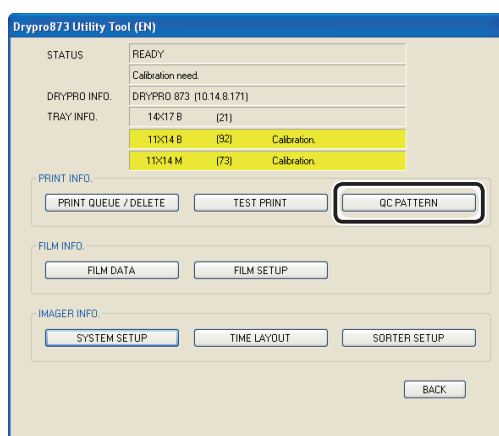 Drypro873 Utility Tool (EN)
STATUS READY
Calibration need.
DRYPRO INFO. DRYPRO 873 (10.14.8.171)
TRAY INFO. 14X17 B (21)
11X14 B (92) Calibration.
11X14 M (73) Calibration.
PRINT INFO.
PRINT QUEUE / DELETE TEST PRINT QC PATTERN
FILM INFO.
FILM DATA FILM SETUP
IMAGER INFO.
SYSTEM SETUP TIME LAYOUT SORTER SETUP
BACK